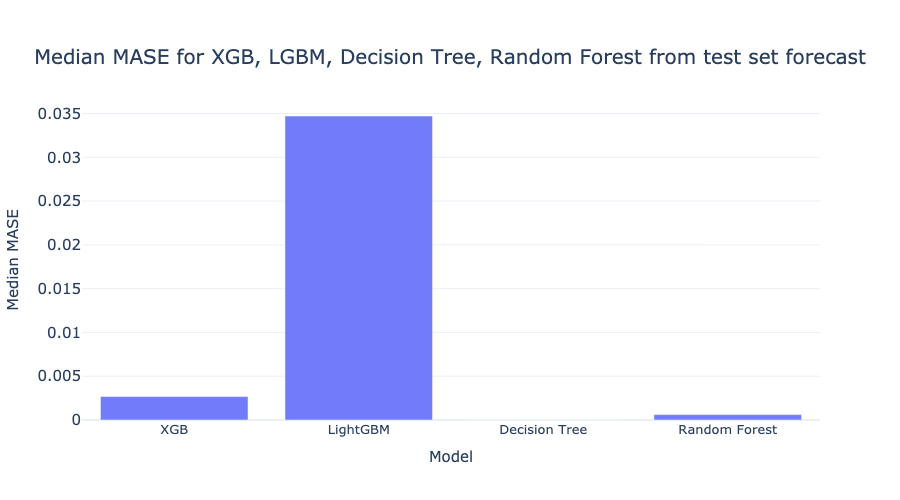 Median MASE for XGB, LGBM, Decision Tree, Random Forest from test set forecast
0.035
0.03
0.025
0.02
0.015
0.01
0.005
0
Median MASE
XGB LightGBM Decision Tree Random Forest
Model